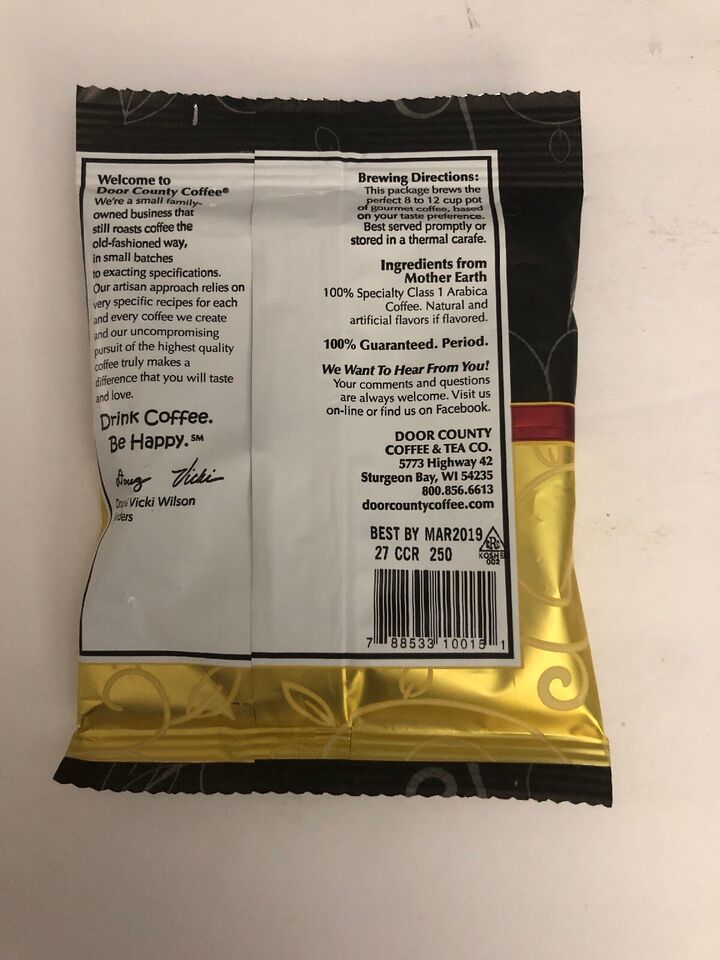 Welcome to
Door County Coffee®
We're a small family-
owned business that
still roasts coffee the
old-fashioned way,
in small batches
to exacting specifications.
Our artisan approach relies on
very specific recipes for each
and every coffee we create
and our uncompromising
pursuit of the highest quality
coffee truly makes a
difference that you will taste
and love.
Drink Coffee.
Be Happy.℠
Doug Vicki
Vicki Wilson
Brewing Directions:
This package brews the
perfect 8 to 12 cup pot
of gourmet coffee, based
on your taste preference.
Best served promptly or
stored in a thermal carafe.
Ingredients from
Mother Earth
100% Specialty Class 1 Arabica
Coffee. Natural and
artificial flavors if flavored.
100% Guaranteed. Period.
We Want To Hear From You!
Your comments and questions
are always welcome. Visit us
on-line or find us on Facebook.
DOOR COUNTY
COFFEE & TEA CO.
5773 Highway 42
Sturgeon Bay, WI 54235
800.856.6613
doorcountycoffee.com
BEST BY MAR2019
27 CCR 250
KOSHE
002
7 88533 10015 1